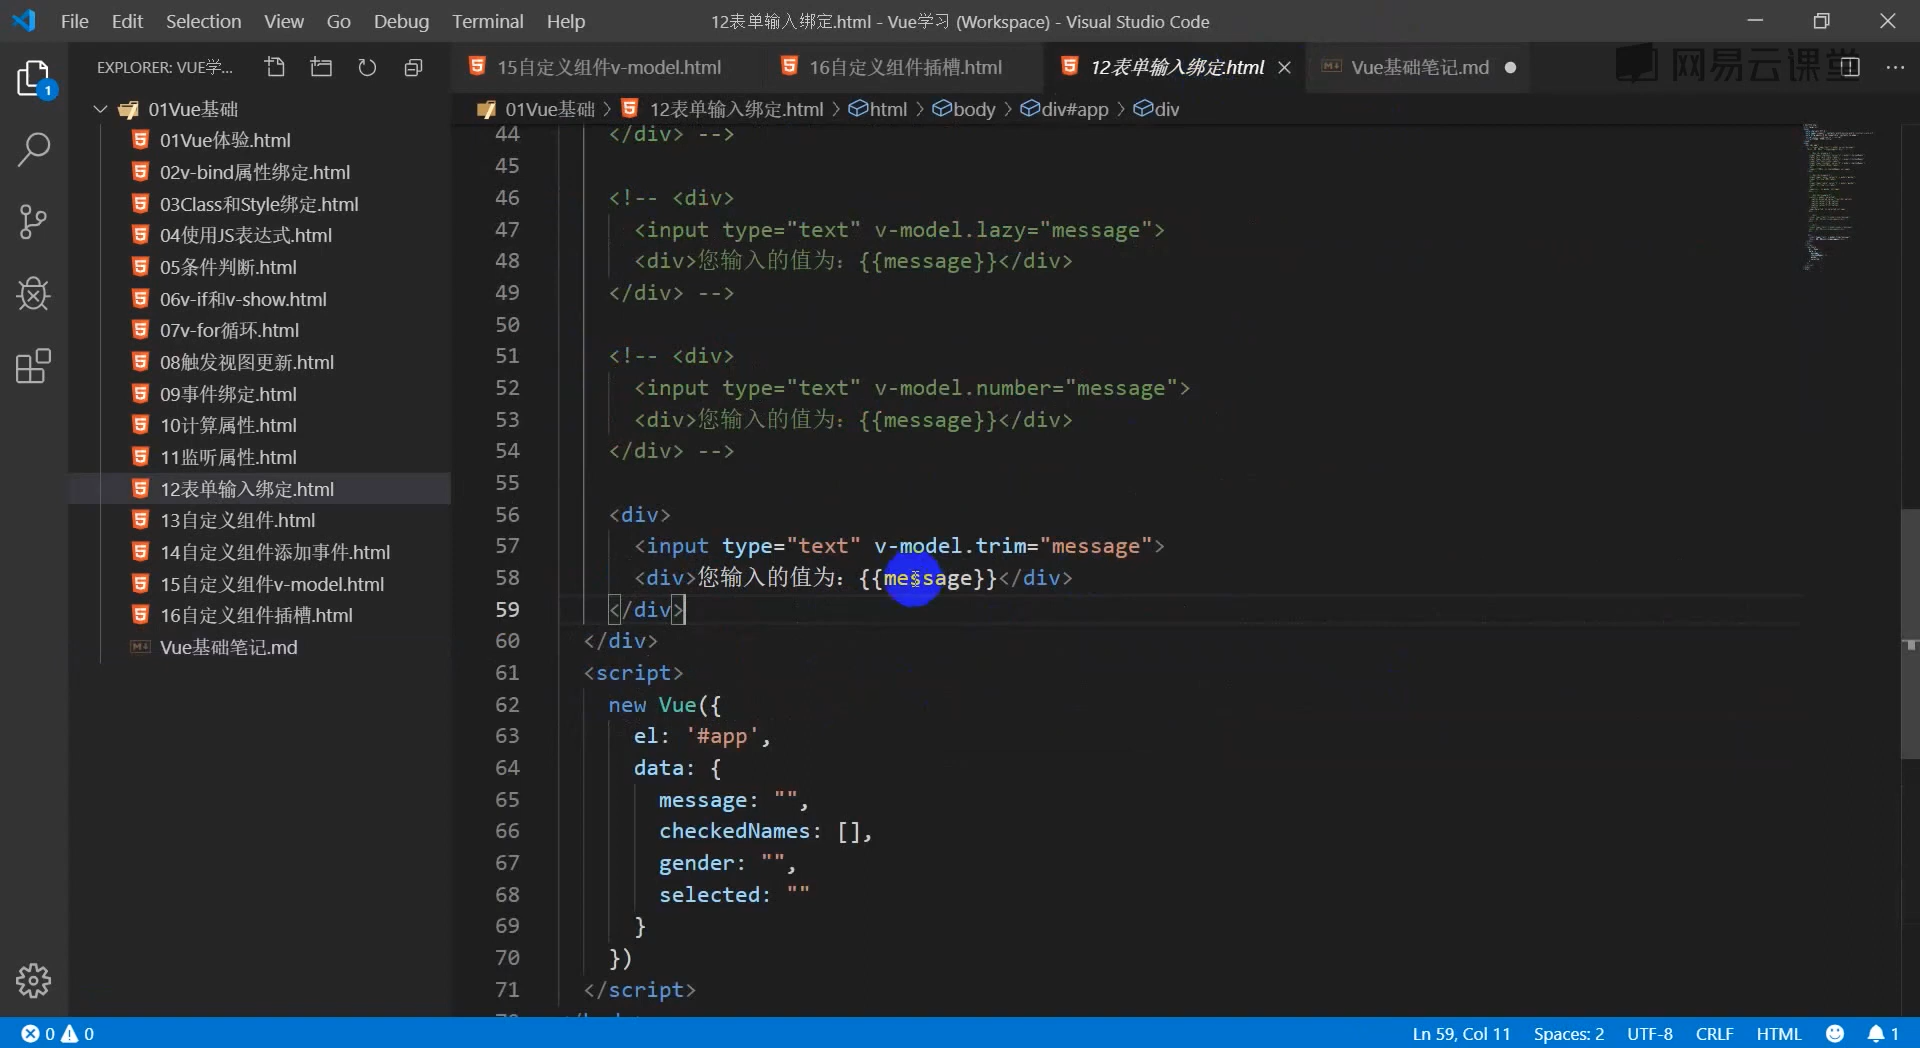 File Edit Selection View Go Debug Terminal Help
12表单输入绑定.html - Vue学习 (Workspace) - Visual Studio Code
EXPLORER: VUE学...
15自定义组件v-model.html
16自定义组件插槽.html
12表单输入绑定.html
Vue基础笔记.md
网易云课堂
01Vue基础 > 12表单输入绑定.html > html > body > div#app > div
1
01Vue基础
01Vue体验.html
02v-bind属性绑定.html
03Class和Style绑定.html
04使用JS表达式.html
05条件判断.html
06v-if和v-show.html
07v-for循环.html
08触发视图更新.html
09事件绑定.html
10计算属性.html
11监听属性.html
12表单输入绑定.html
13自定义组件.html
14自定义组件添加事件.html
15自定义组件v-model.html
16自定义组件插槽.html
Vue基础笔记.md
44 </div> -->
45
46 <!-- <div>
47 <input type="text" v-model.lazy="message">
48 <div>您输入的值为: {{message}}</div>
49 </div> -->
50
51 <!-- <div>
52 <input type="text" v-model.number="message">
53 <div>您输入的值为: {{message}}</div>
54 </div> -->
55
56 <div>
57 <input type="text" v-model.trim="message">
58 <div>您输入的值为: {{message}}</div>
59 </div>
60 </div>
61 <script>
62 new Vue({
63 el: '#app',
64 data: {
65 message: "",
66 checkedNames: [],
67 gender: "",
68 selected: ""
69 }
70 })
71 </script>
0 0
Ln 59, Col 11 Spaces: 2 UTF-8 CRLF HTML 1